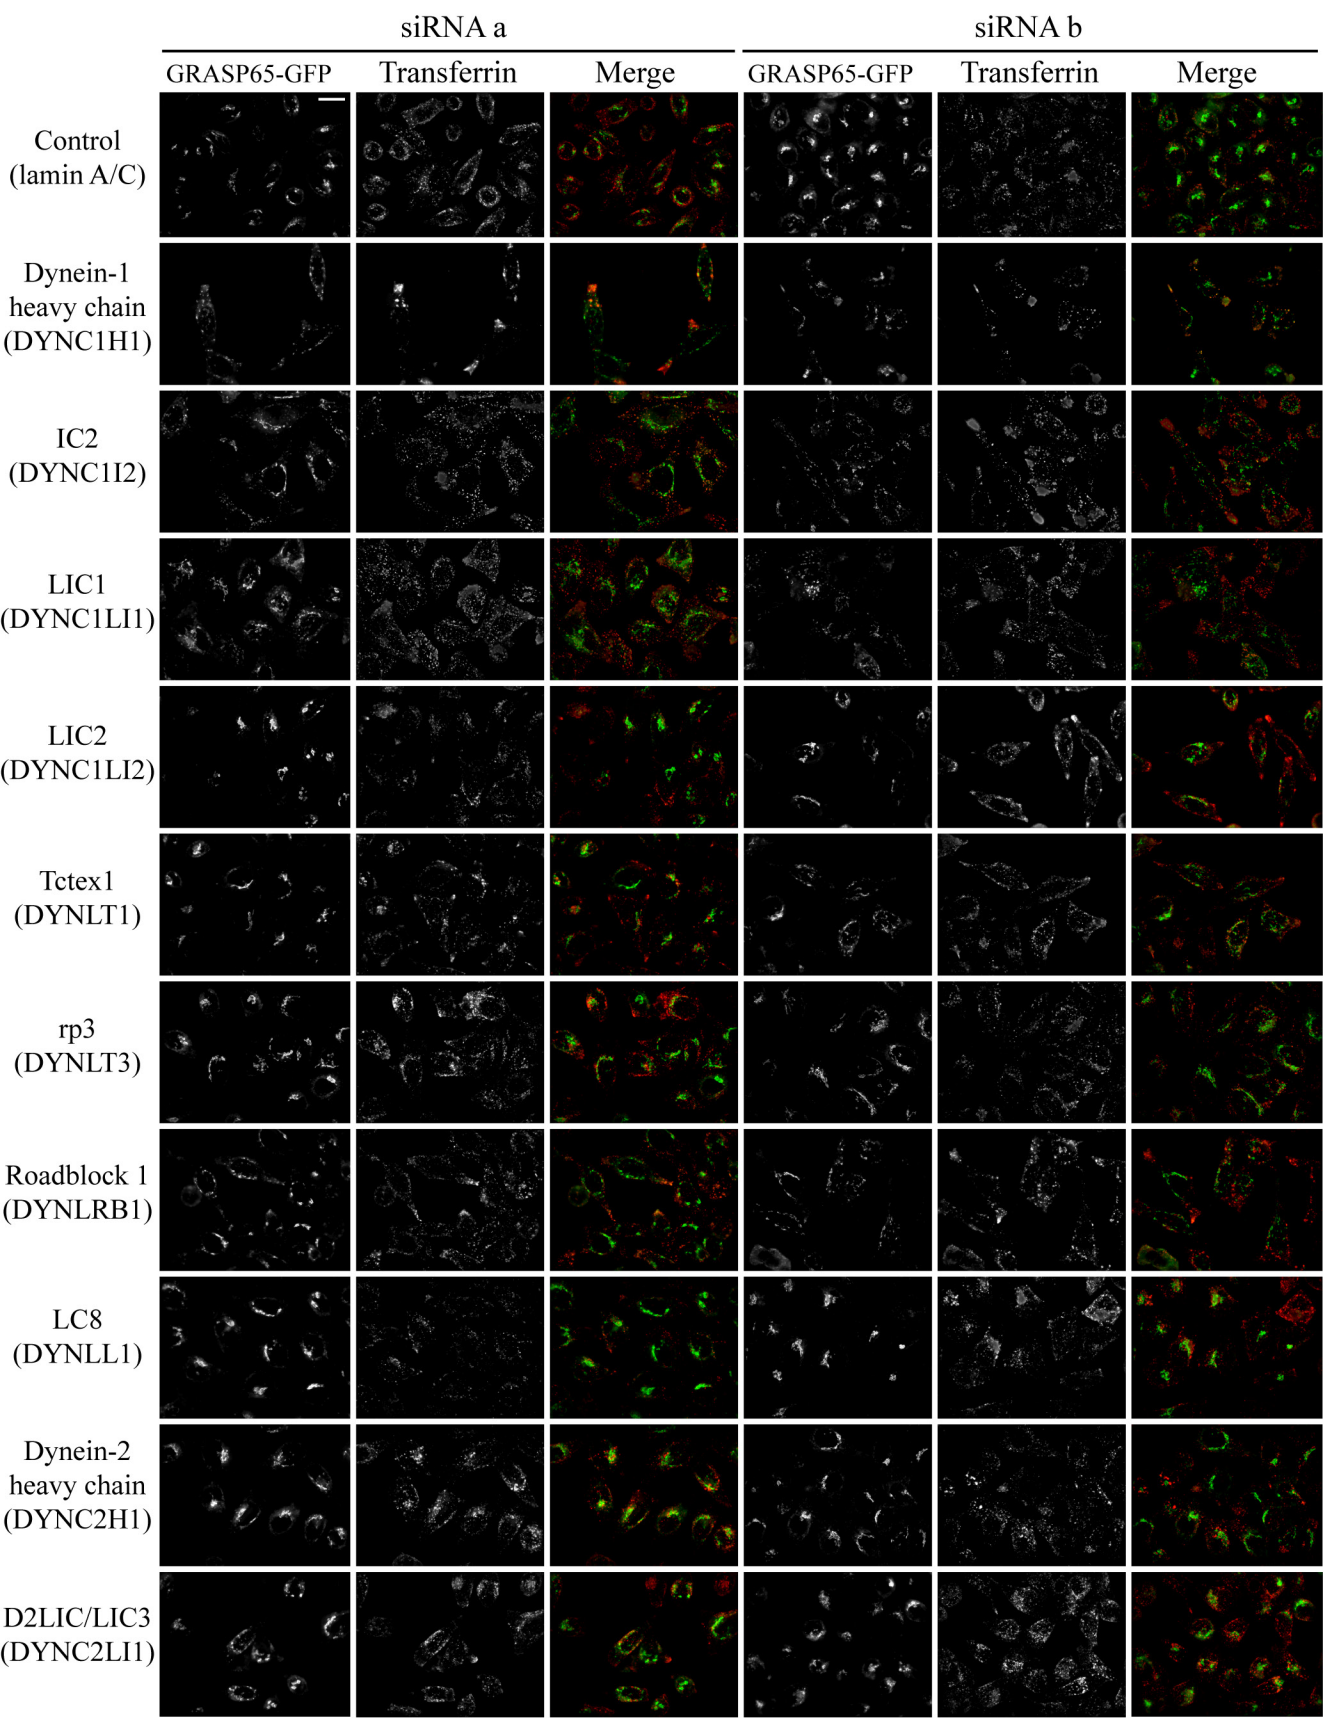 siRNA a
siRNA b
GRASP65-GFP
Transferrin
Merge
GRASP65-GFP
Transferrin
Merge
Control
(lamin A/C)
Dynein-1
heavy chain
(DYNC1H1)
IC2
(DYNC1I2)
LIC1
(DYNC1LI1)
LIC2
(DYNC1LI2)
Tctex1
(DYNLT1)
rp3
(DYNLT3)
Roadblock 1
(DYNLRB1)
LC8
(DYNLL1)
Dynein-2
heavy chain
(DYNC2H1)
D2LIC/LIC3
(DYNC2LI1)